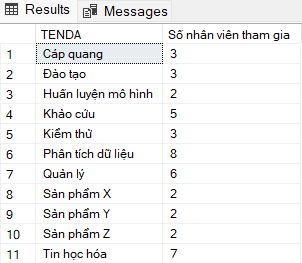 Results Messages
TENDA Số nhân viên tham gia
1 Cáp quang 3
2 Đào tạo 3
3 Huấn luyện mô hình 2
4 Khảo cứu 5
5 Kiểm thử 3
6 Phân tích dữ liệu 8
7 Quản lý 6
8 Sản phẩm X 2
9 Sản phẩm Y 2
10 Sản phẩm Z 2
11 Tin học hóa 7